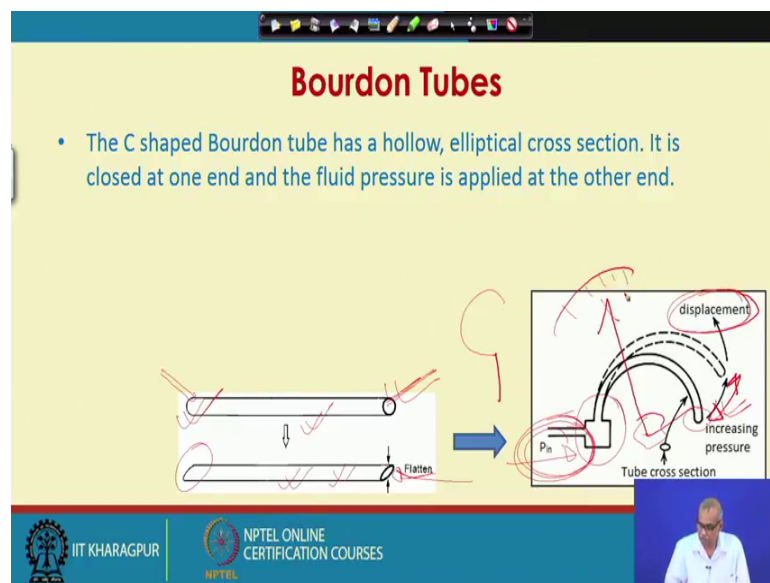 Bourdon Tubes
• The C shaped Bourdon tube has a hollow, elliptical cross section. It is
closed at one end and the fluid pressure is applied at the other end.
displacement
increasing
pressure
Pin
Tube cross section
Flatten
IIT KHARAGPUR
NPTEL
NPTEL ONLINE
CERTIFICATION COURSES